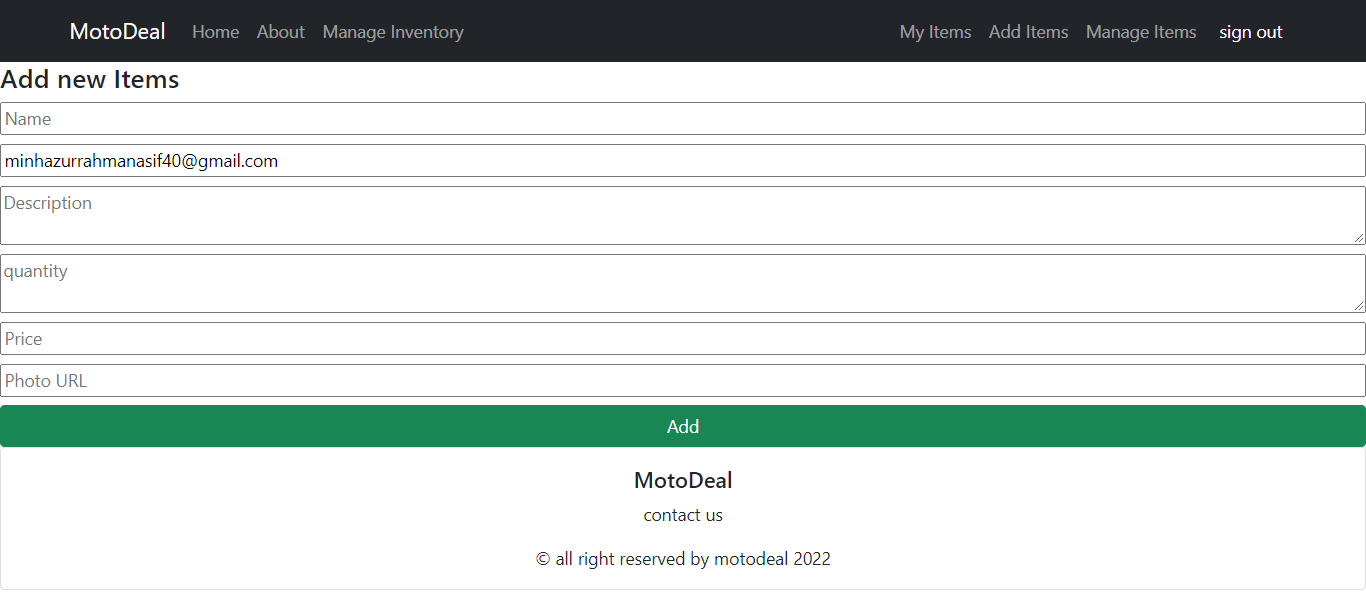 MotoDeal Home About Manage Inventory My Items Add Items Manage Items sign out
Add new Items
Name
minhazurrahmanasif40@gmail.com
Description
quantity
Price
Photo URL
Add
MotoDeal
contact us
© all right reserved by motodeal 2022